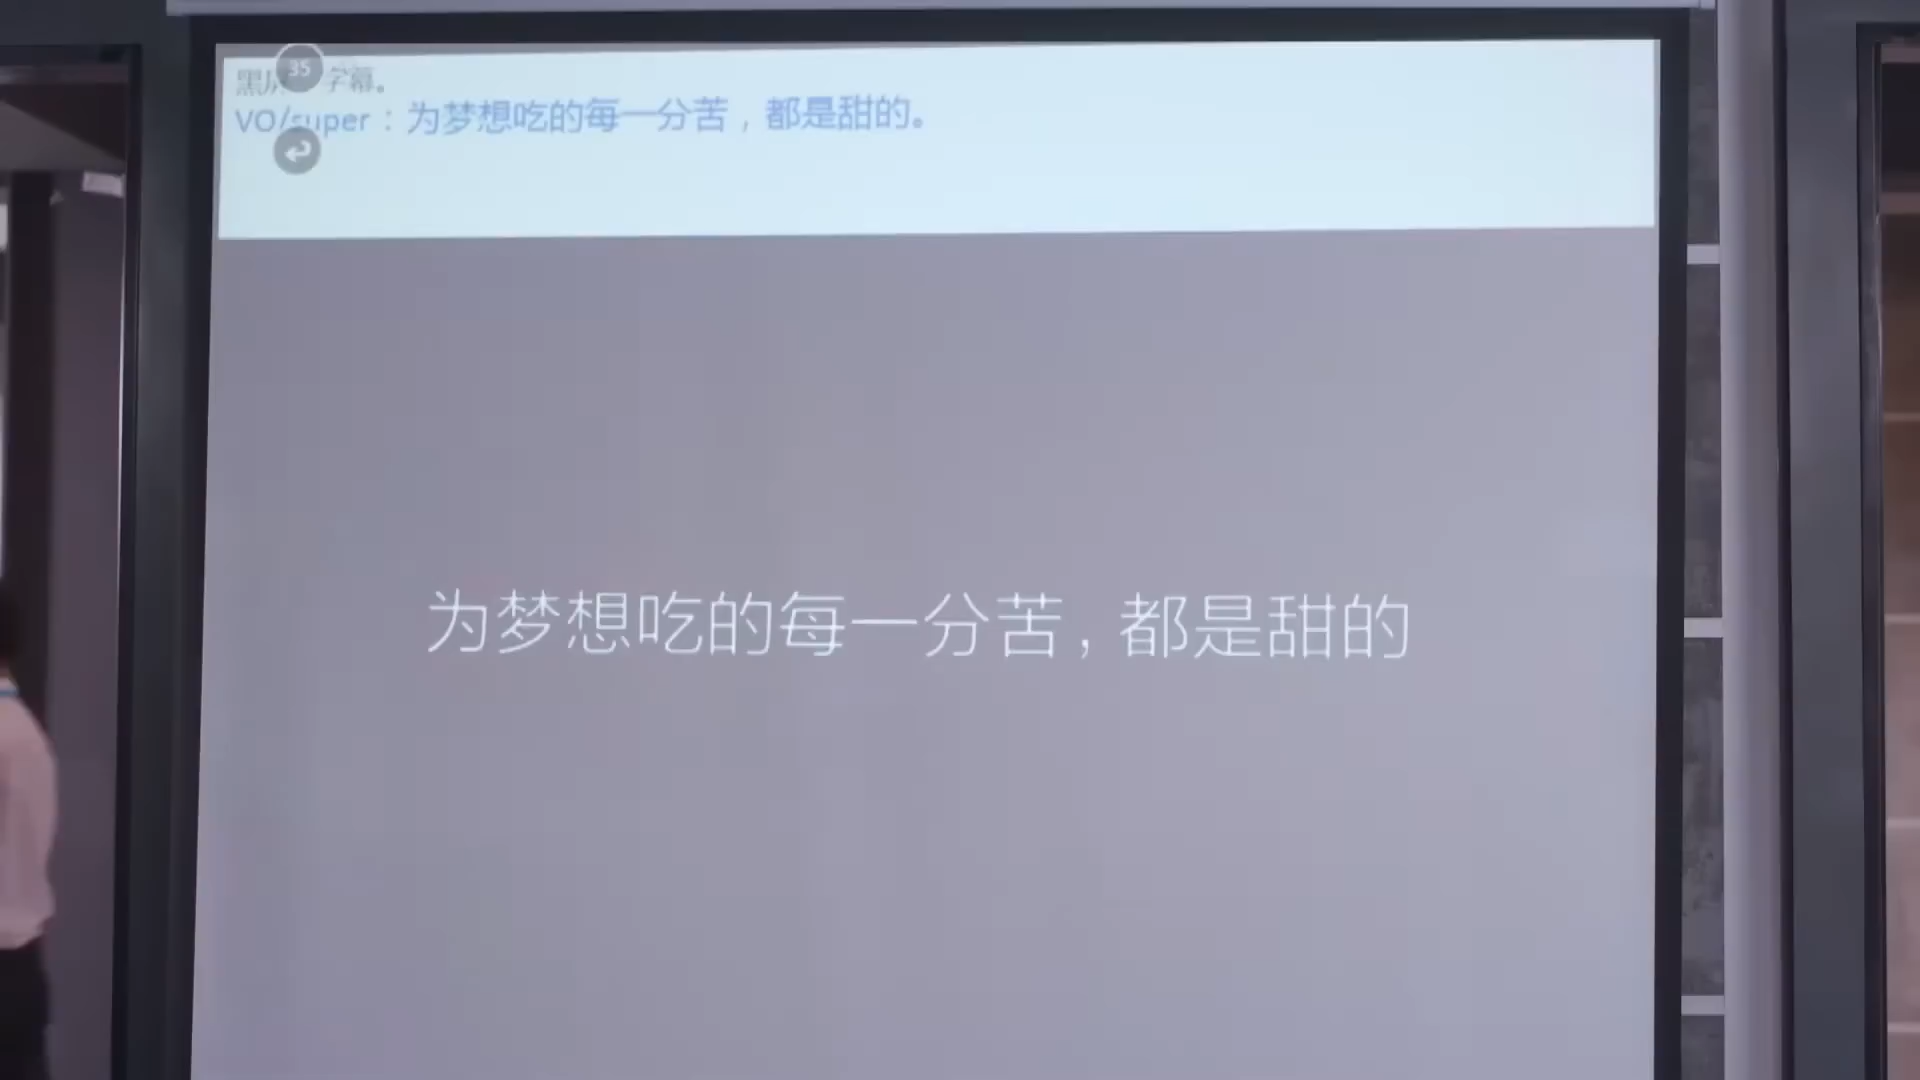 35
字幕。
VO/super：为梦想吃的每一分苦，都是甜的。
为梦想吃的每一分苦，都是甜的